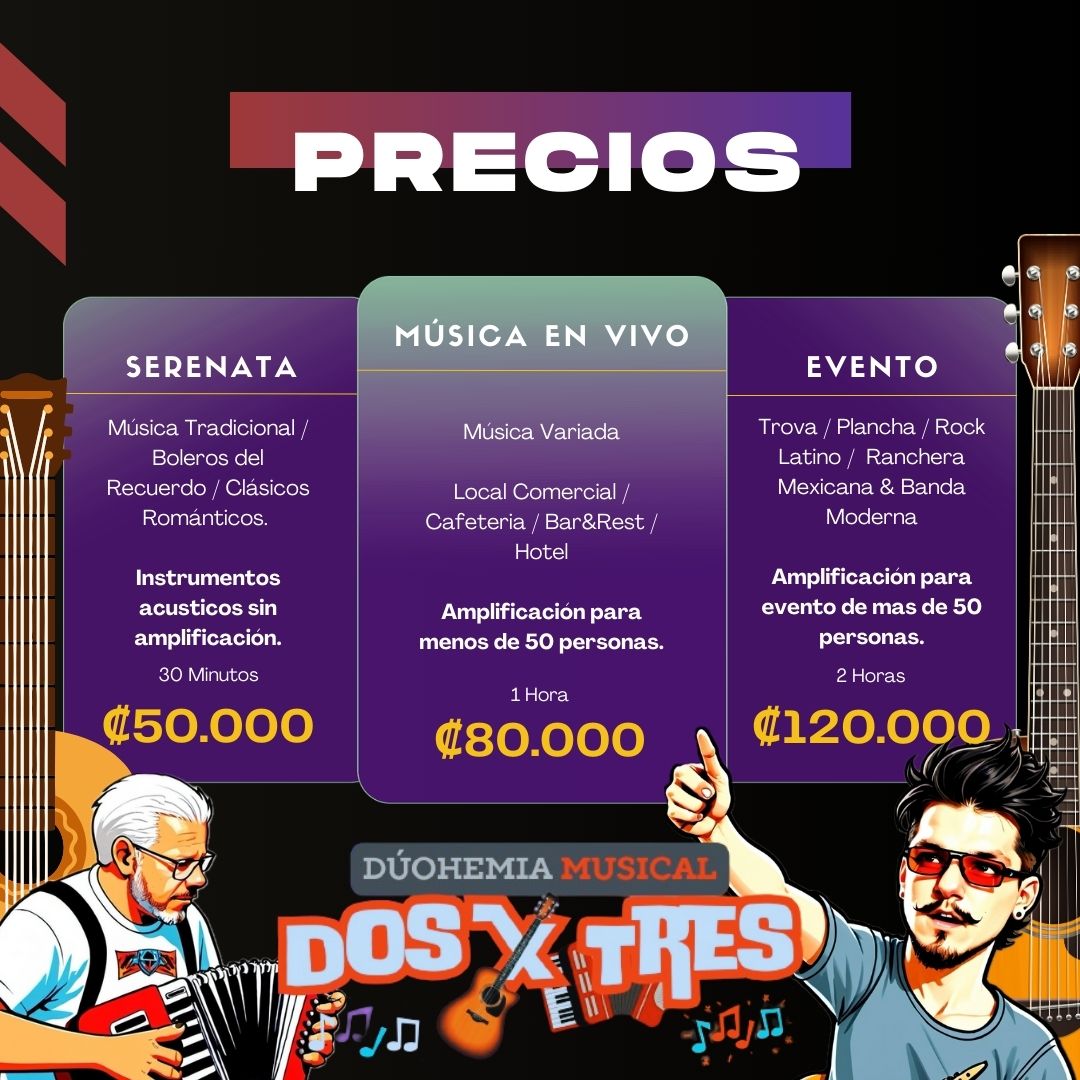 PRECIOS
SERENATA
Música Tradicional /
Boleros del
Recuerdo / Clásicos
Románticos.
Instrumentos
acusticos sin
amplificación.
30 Minutos
₡50.000
MÚSICA EN VIVO
Música Variada
Local Comercial /
Cafeteria / Bar&Rest /
Hotel
Amplificación para
menos de 50 personas.
1 Hora
₡80.000
EVENTO
Trova / Plancha / Rock
Latino / Ranchera
Mexicana & Banda
Moderna
Amplificación para
evento de mas de 50
personas.
2 Horas
₡120.000
DÚOHEMIA MUSICAL
DOS X TRES